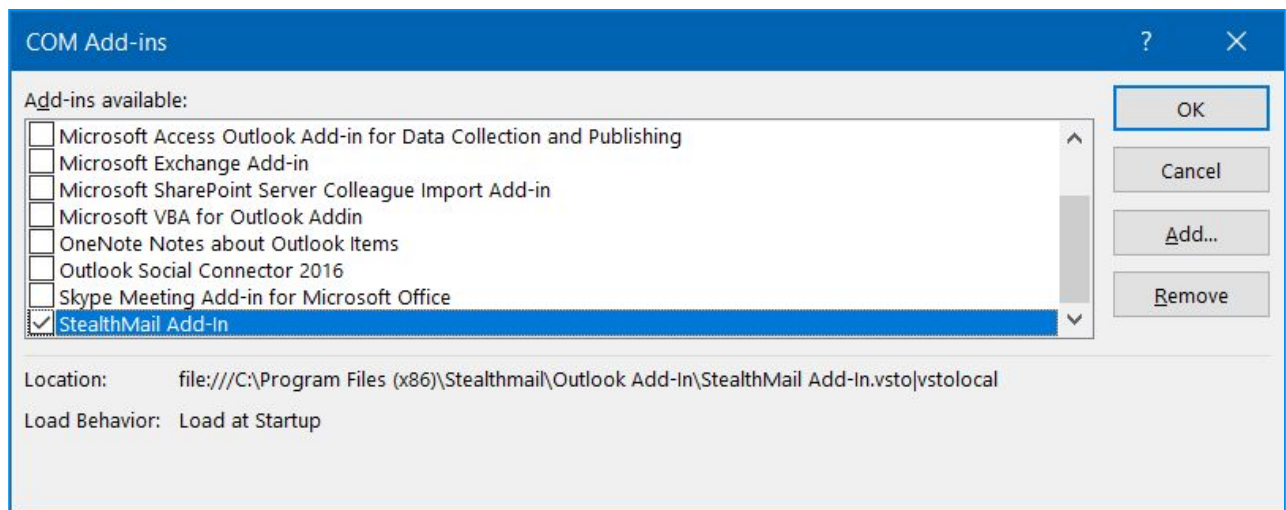 COM Add-ins
?
Add-ins available:
OK
Microsoft Access Outlook Add-in for Data Collection and Publishing
Microsoft Exchange Add-in
Cancel
Microsoft SharePoint Server Colleague Import Add-in
Microsoft VBA for Outlook Addin
Add...
OneNote Notes about Outlook Items
Outlook Social Connector 2016
Skype Meeting Add-in for Microsoft Office
Remove
StealthMail Add-In
Location: file:///C:\Program Files (x86)\Stealthmail\Outlook Add-In\StealthMail Add-In.vsto|vstolocal
Load Behavior: Load at Startup